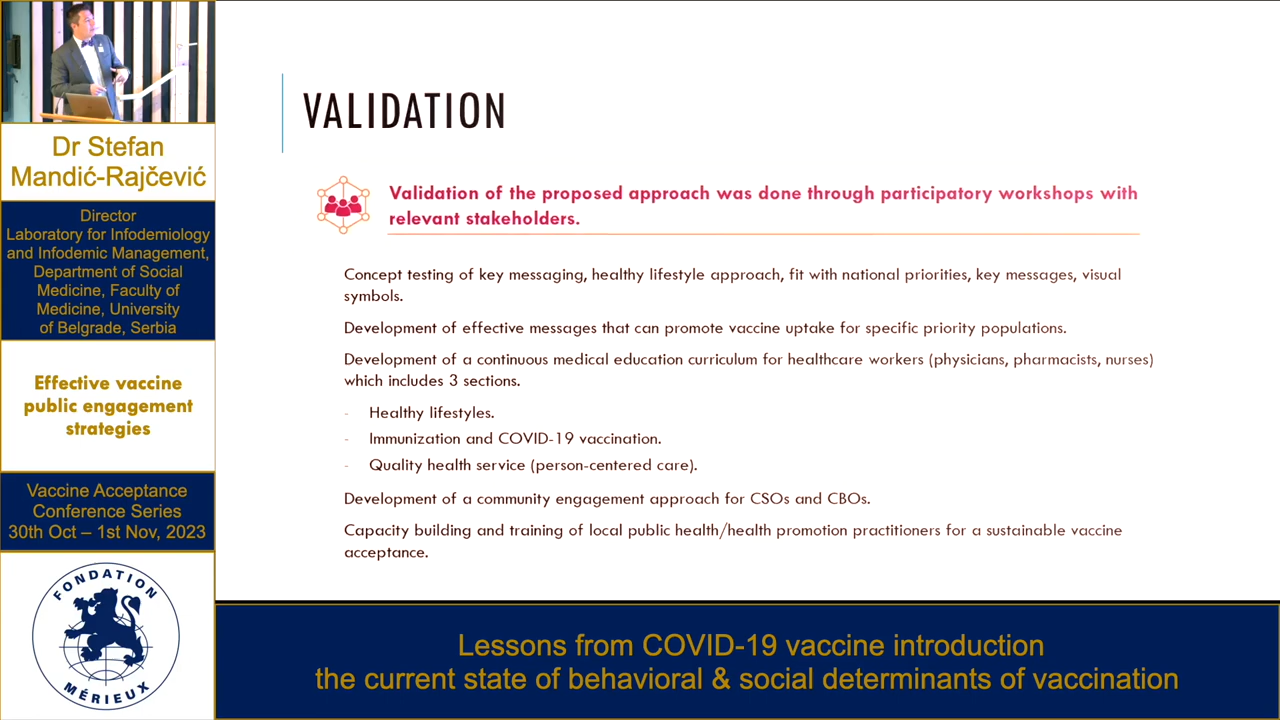 Dr Stefan
Mandić-Rajčević
Director
Laboratory for Infodemiology
and Infodemic Management,
Department of Social
Medicine, Faculty of
Medicine, University
of Belgrade, Serbia
Effective vaccine
public engagement
strategies
Vaccine Acceptance
Conference Series
30th Oct – 1st Nov, 2023
FONDATION
MÉRIEUX
VALIDATION
Validation of the proposed approach was done through participatory workshops with
relevant stakeholders.
Concept testing of key messaging, healthy lifestyle approach, fit with national priorities, key messages, visual
symbols.
Development of effective messages that can promote vaccine uptake for specific priority populations.
Development of a continuous medical education curriculum for healthcare workers (physicians, pharmacists, nurses)
which includes 3 sections.
- Healthy lifestyles.
- Immunization and COVID-19 vaccination.
- Quality health service (person-centered care).
Development of a community engagement approach for CSOs and CBOs.
Capacity building and training of local public health/health promotion practitioners for a sustainable vaccine
acceptance.
Lessons from COVID-19 vaccine introduction
the current state of behavioral & social determinants of vaccination